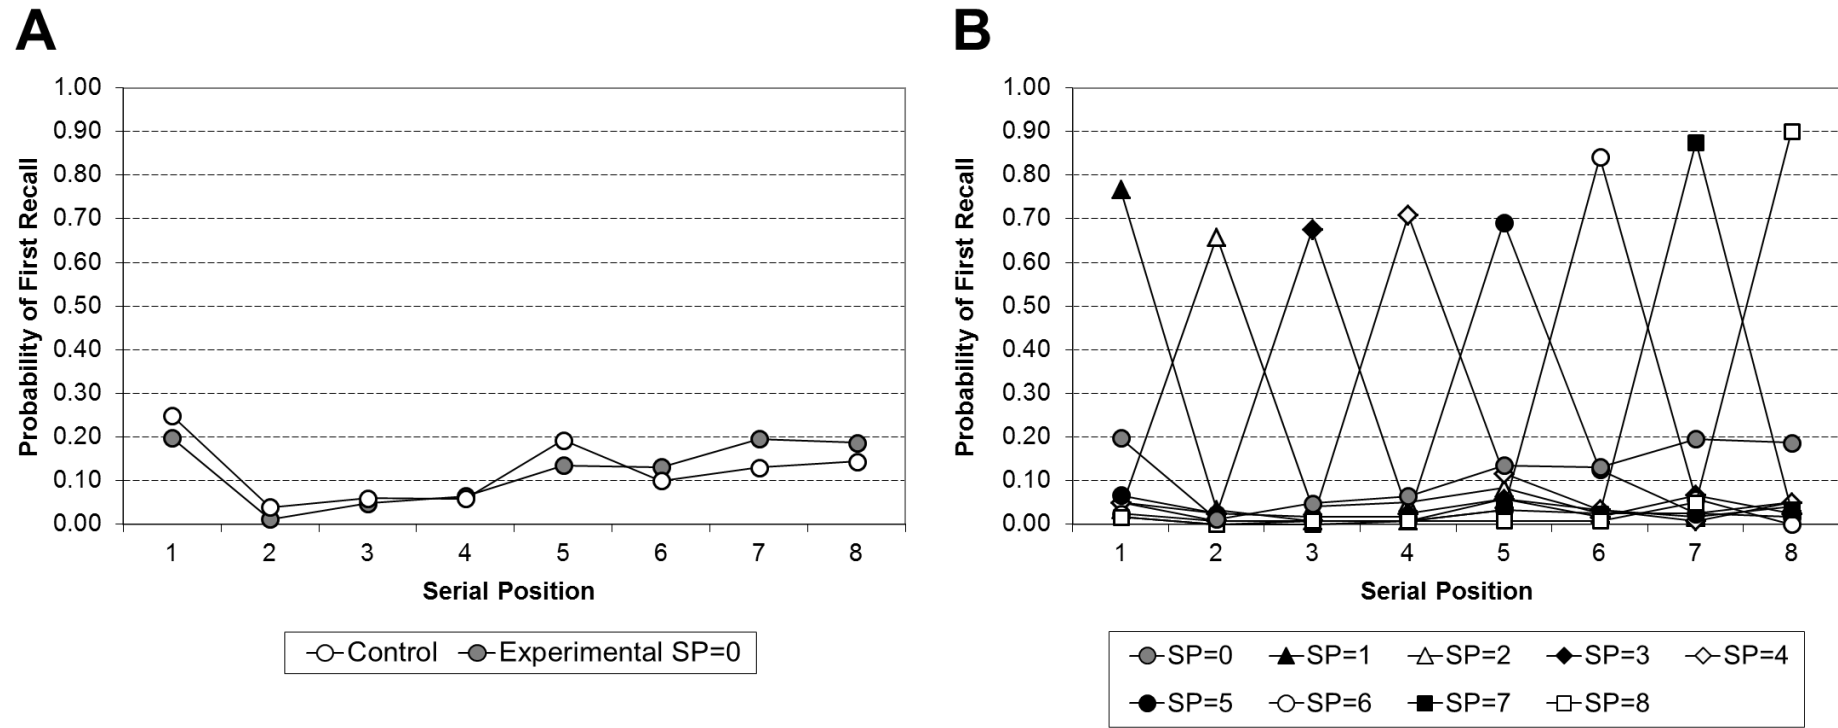 A
1.00
0.90
0.80
0.70
0.60
0.50
0.40
0.30
0.20
0.10
0.00
Probability of First Recall
1 2 3 4 5 6 7 8
Serial Position
Control Experimental SP=0
B
1.00
0.90
0.80
0.70
0.60
0.50
0.40
0.30
0.20
0.10
0.00
Probability of First Recall
1 2 3 4 5 6 7 8
Serial Position
SP=0 SP=1 SP=2 SP=3 SP=4
SP=5 SP=6 SP=7 SP=8